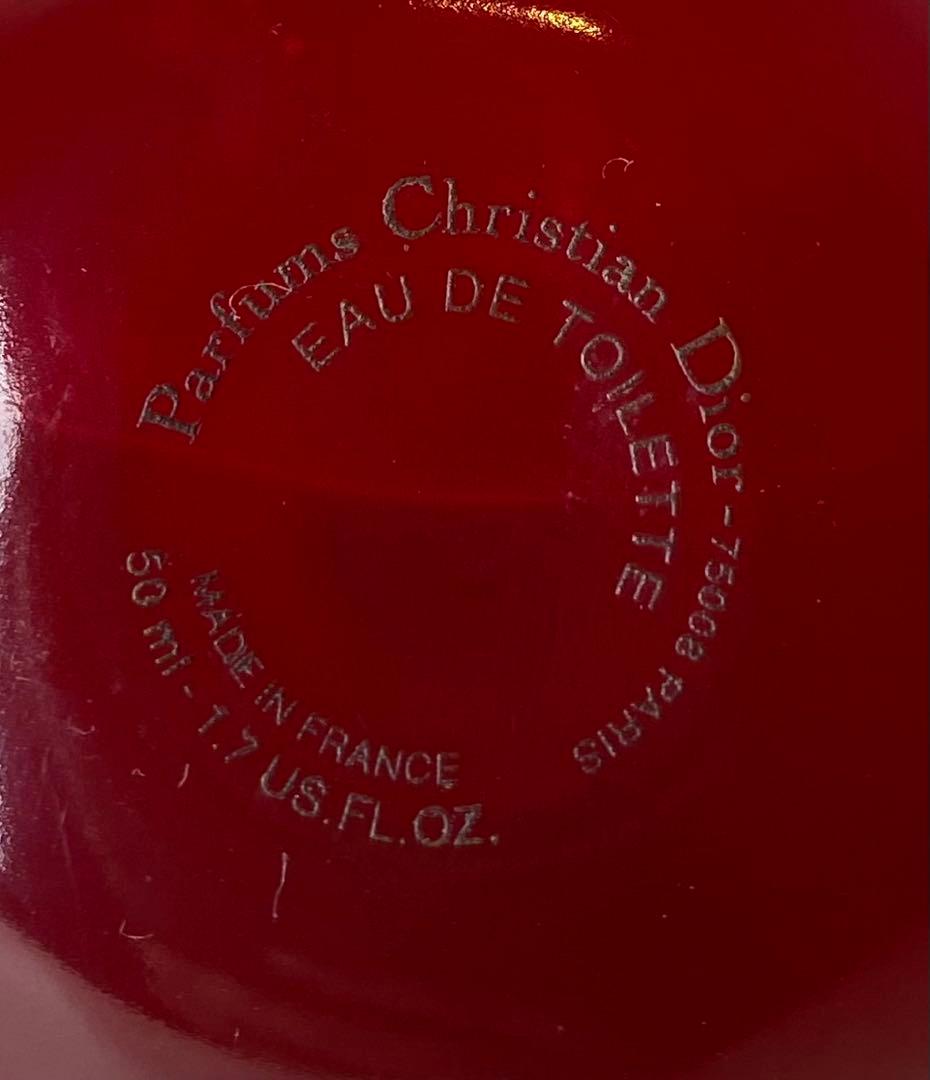 Parfums Christian Dior - 75008 PARIS
EAU DE TOILETTE
MADE IN FRANCE
50 ml - 1.7 US.FL.OZ.